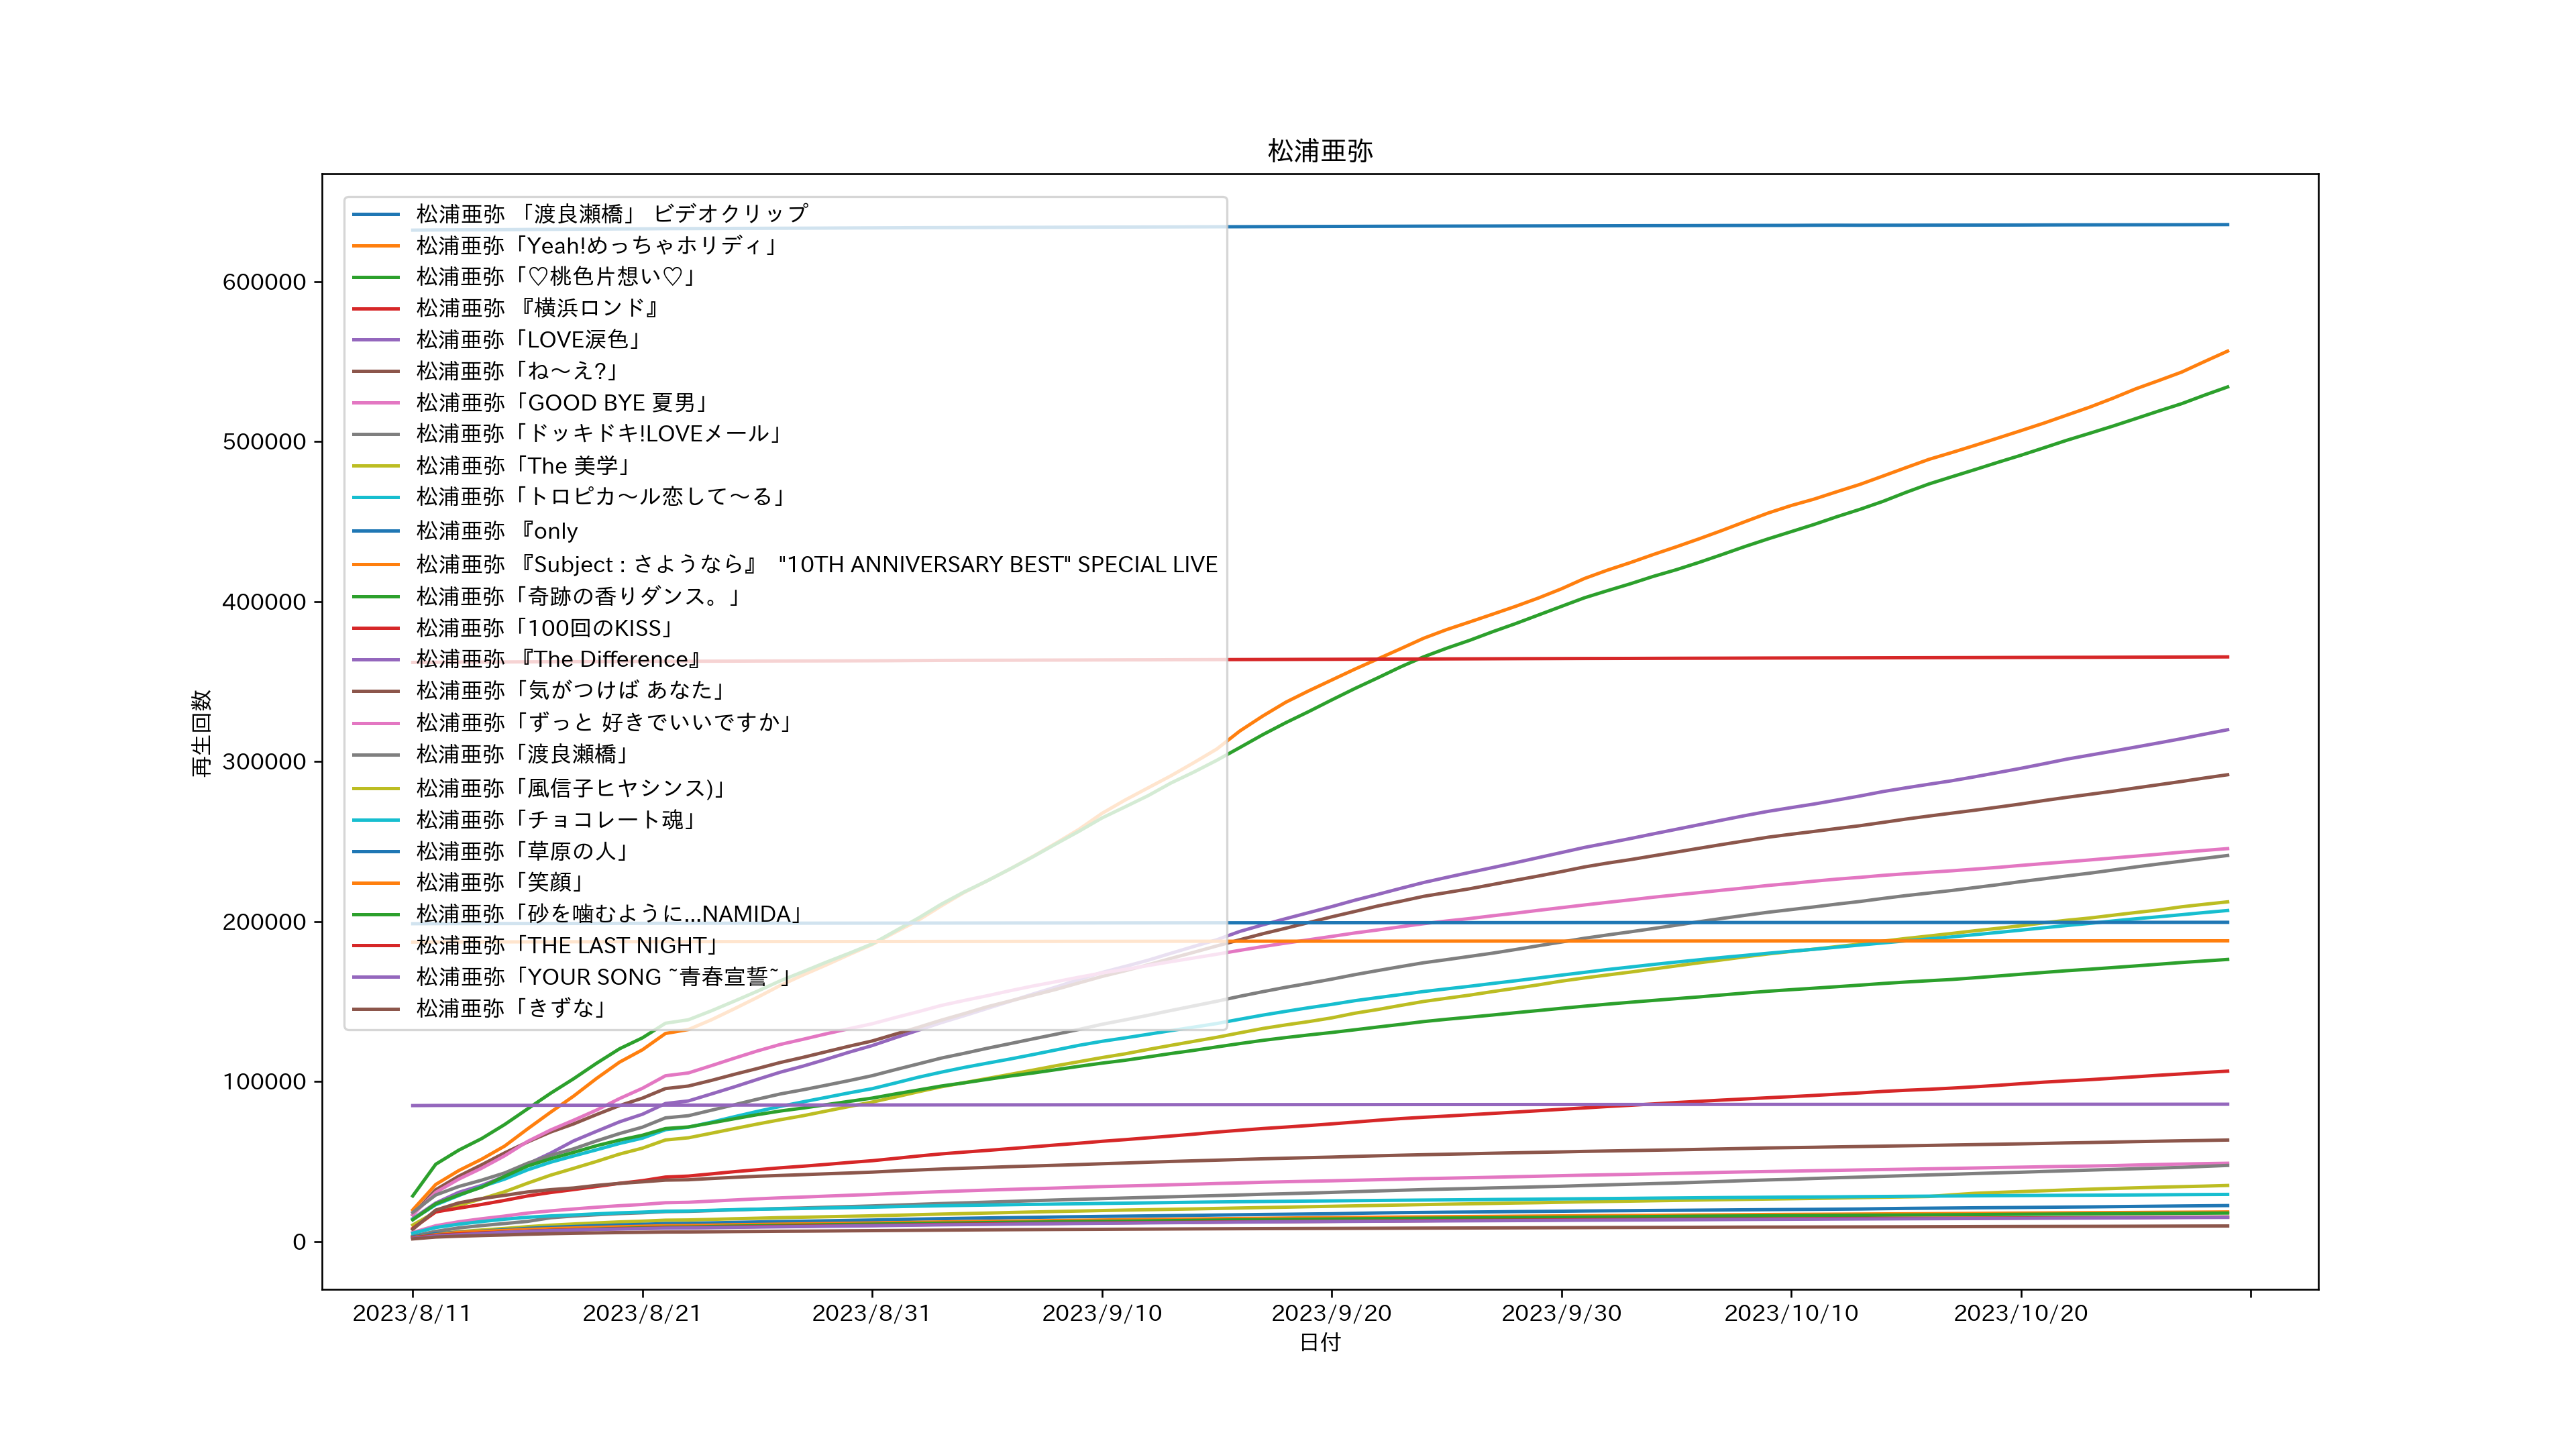 松浦亜弥
松浦亜弥 「渡良瀬橋」 ビデオクリップ
松浦亜弥「Yeah!めっちゃホリディ」
松浦亜弥「♡桃色片想い♡」
松浦亜弥 『横浜ロンド』
松浦亜弥「LOVE涙色」
松浦亜弥「ね～え?」
松浦亜弥「GOOD BYE 夏男」
松浦亜弥「ドッキドキ!LOVEメール」
松浦亜弥「The 美学」
松浦亜弥「トロピカ～ル恋して～る」
松浦亜弥 『only
松浦亜弥 『Subject : さようなら』 "10TH ANNIVERSARY BEST" SPECIAL LIVE
松浦亜弥「奇跡の香りダンス。」
松浦亜弥「100回のKISS」
松浦亜弥 『The Difference』
松浦亜弥「気がつけば あなた」
松浦亜弥「ずっと 好きでいいですか」
松浦亜弥「渡良瀬橋」
松浦亜弥「風信子ヒヤシンス)」
松浦亜弥「チョコレート魂」
松浦亜弥「草原の人」
松浦亜弥「笑顔」
松浦亜弥「砂を噛むように…NAMIDA」
松浦亜弥「THE LAST NIGHT」
松浦亜弥「YOUR SONG ~青春宣誓~」
松浦亜弥「きずな」
再生回数
600000
500000
400000
300000
200000
100000
0
2023/8/11 2023/8/21 2023/8/31 2023/9/10 2023/9/20 2023/9/30 2023/10/10 2023/10/20
日付